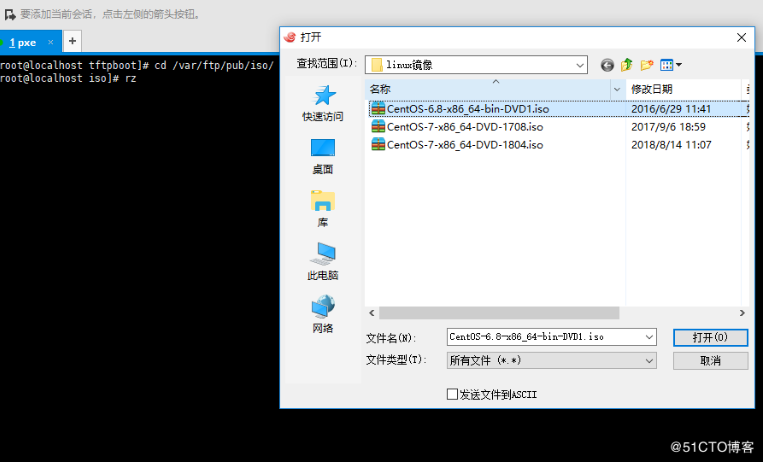 要添加当前会话，点击左侧的箭头按钮。
1 pxe × +
root@localhost tftpboot]# cd /var/ftp/pub/iso/
root@localhost iso]# rz
打开
查找范围(I): linux镜像
名称 修改日期
CentOS-6.8-x86_64-bin-DVD1.iso 2016/6/29 11:41
CentOS-7-x86_64-DVD-1708.iso 2017/9/6 18:59
CentOS-7-x86_64-DVD-1804.iso 2018/8/14 11:07
快速访问
桌面
库
此电脑
网络
文件名(N): CentOS-6.8-x86_64-bin-DVD1.iso 打开(O)
文件类型(T): 所有文件 (*.*) 取消
发送文件到ASCII
@51CTO博客